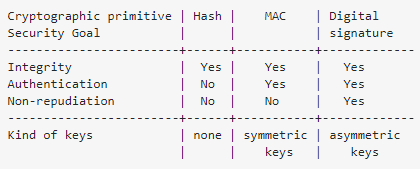 Cryptographic primitive | Hash |    MAC    | Digital
Security Goal           |      |           | signature
------------------------+------+-----------+------------
Integrity               |  Yes |    Yes    |   Yes
Authentication          |  No  |    Yes    |   Yes
Non-repudiation         |  No  |    No     |   Yes
------------------------+------+-----------+------------
Kind of keys            | none | symmetric | asymmetric
                        |      |    keys   |    keys